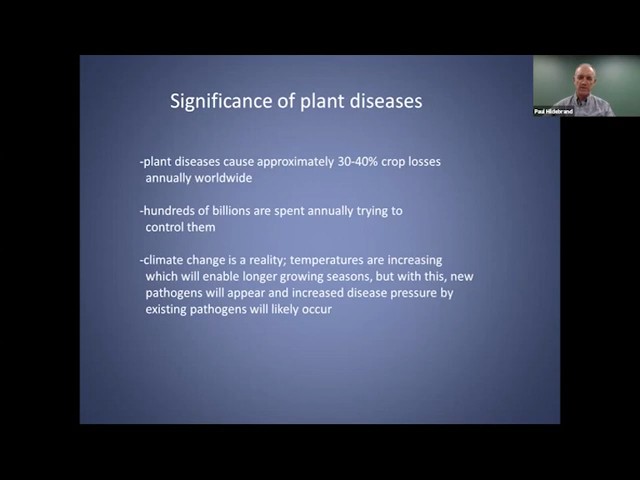 Significance of plant diseases
Paul Hildebrand
-plant diseases cause approximately 30-40% crop losses
annually worldwide
-hundreds of billions are spent annually trying to
control them
-climate change is a reality; temperatures are increasing
which will enable longer growing seasons, but with this, new
pathogens will appear and increased disease pressure by
existing pathogens will likely occur